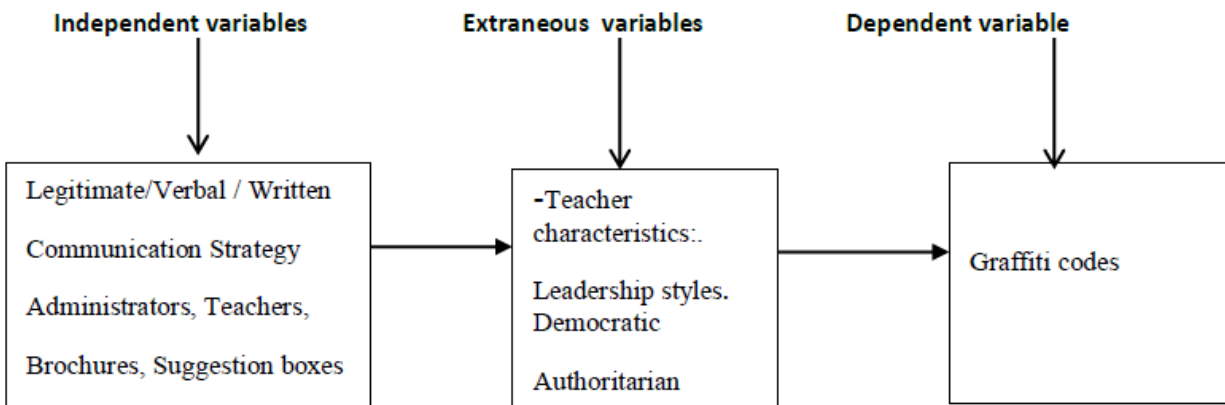 Independent variables
Extraneous variables
Dependent variable
Legitimate/Verbal / Written
Communication Strategy
Administrators, Teachers,
Brochures, Suggestion boxes
-Teacher
characteristics:.
Leadership styles.
Democratic
Authoritarian
Graffiti codes